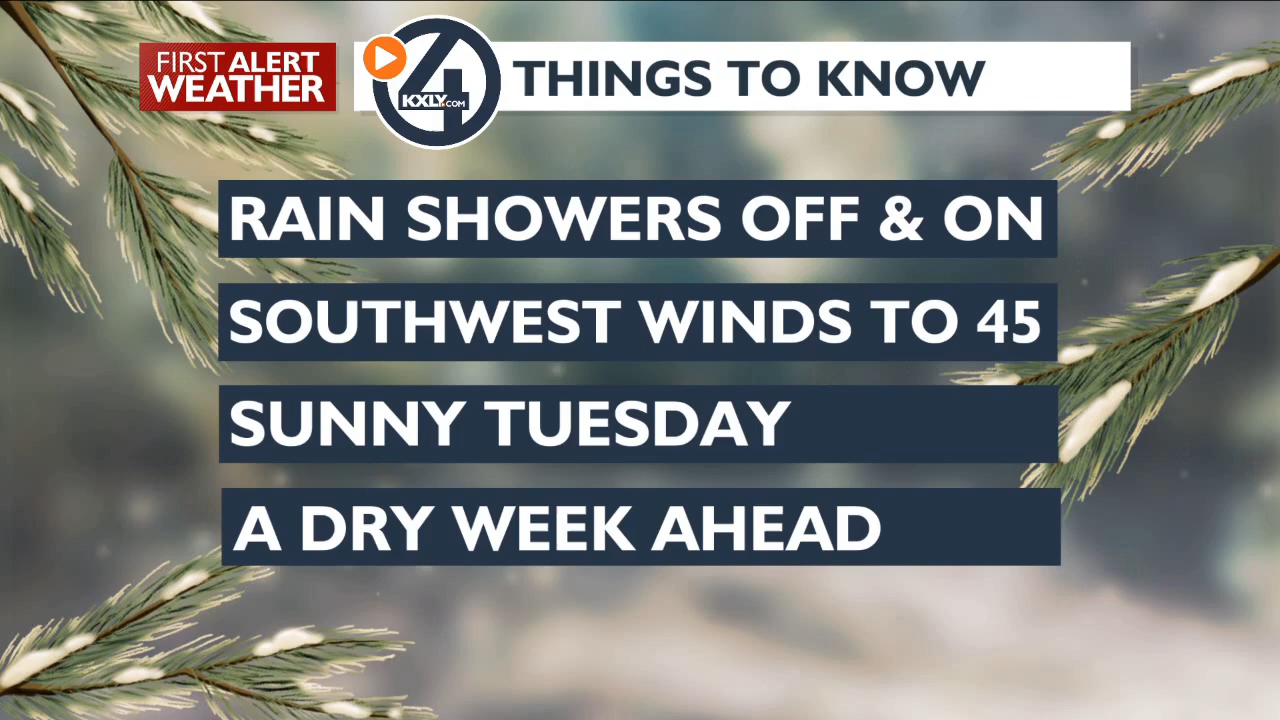 FIRST ALERT
WEATHER
4
KXLY.COM
THINGS TO KNOW
RAIN SHOWERS OFF & ON
SOUTHWEST WINDS TO 45
SUNNY TUESDAY
A DRY WEEK AHEAD